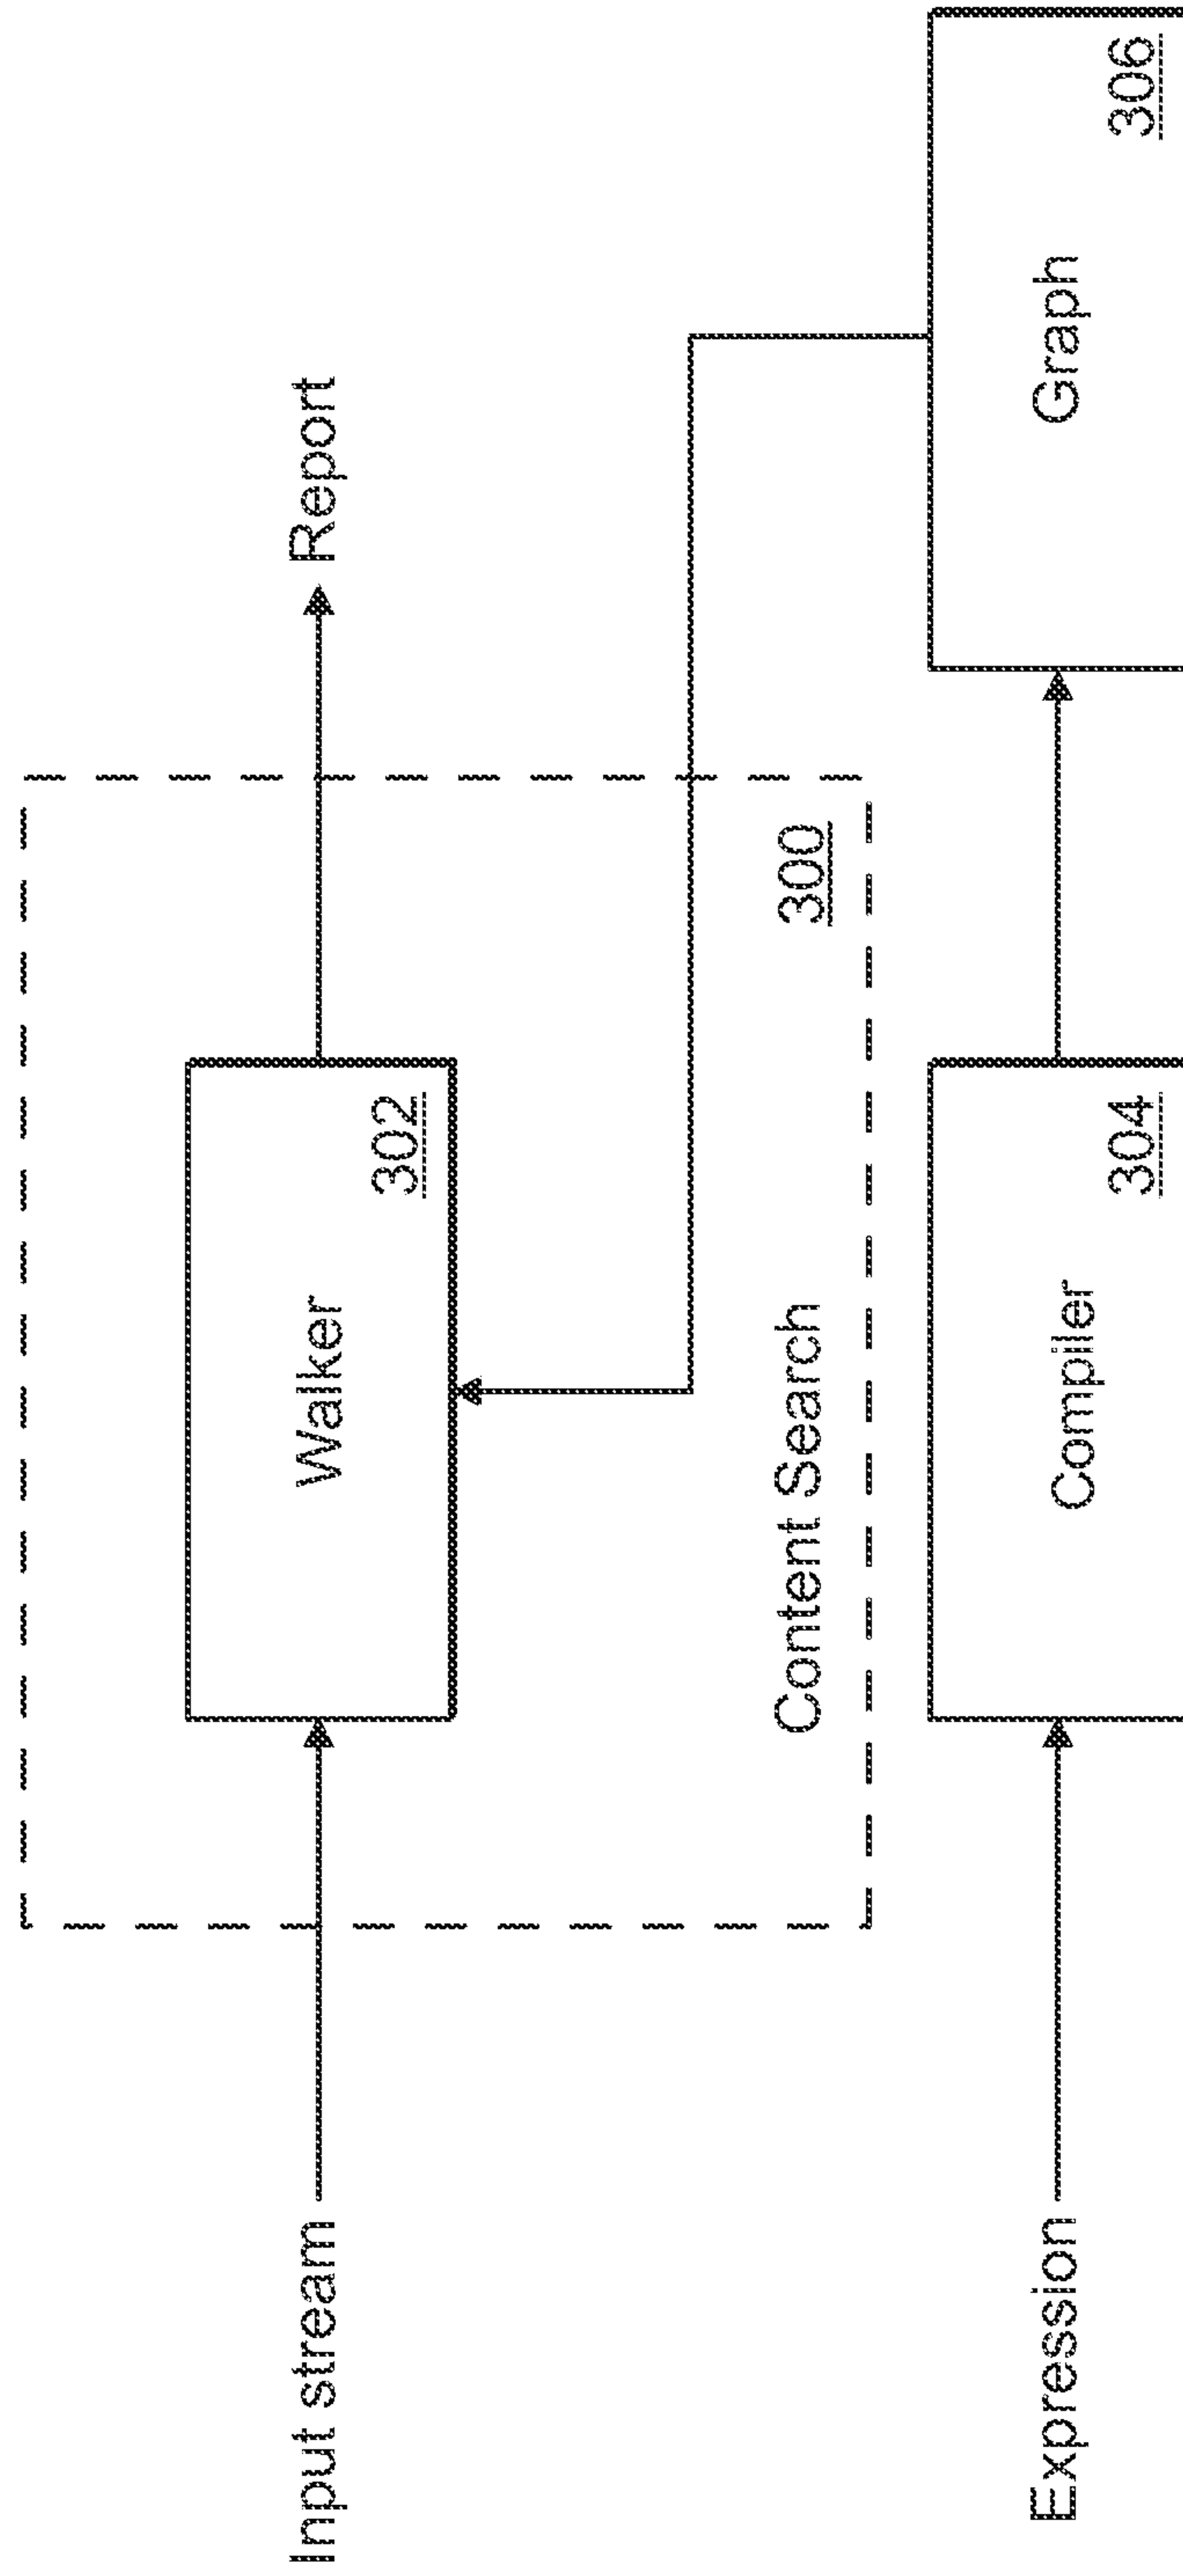 Input stream
Walker
302
Report
Content Search
300
Expression
Compiler
304
Graph
306